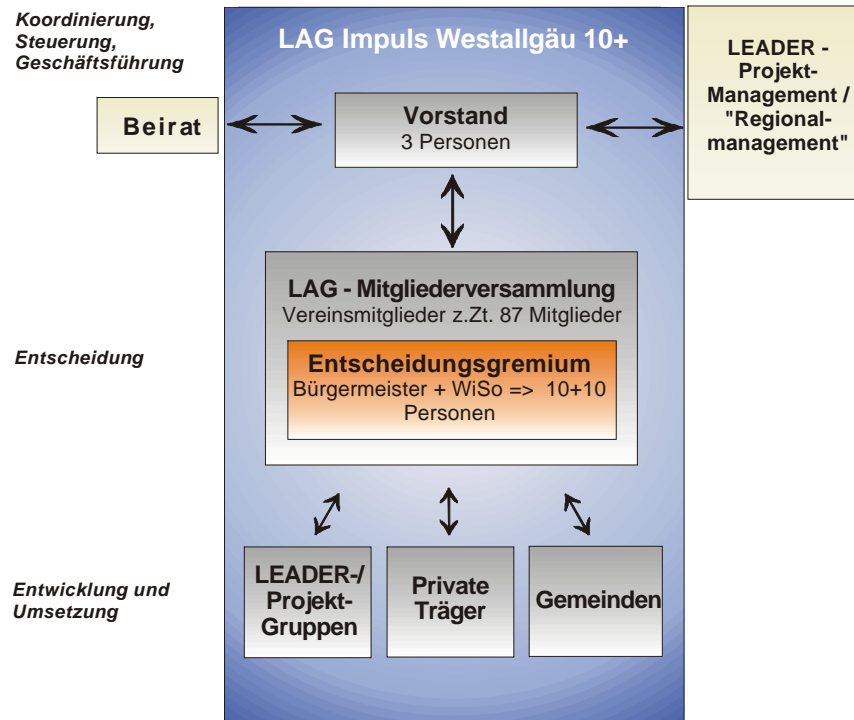 Koordinierung,
Steuerung,
Geschäftsführung
LAG Impuls Westallgäu 10+
LEADER -
Projekt-
Management /
"Regional-
management"
Beirat
Vorstand
3 Personen
LAG - Mitgliederversammlung
Vereinsmitglieder z.Zt. 87 Mitglieder
Entscheidung
Entscheidungsgremium
Bürgermeister + WiSo => 10+10
Personen
Entwicklung und
Umsetzung
LEADER-/
Projekt-
Gruppen
Private
Träger
Gemeinden